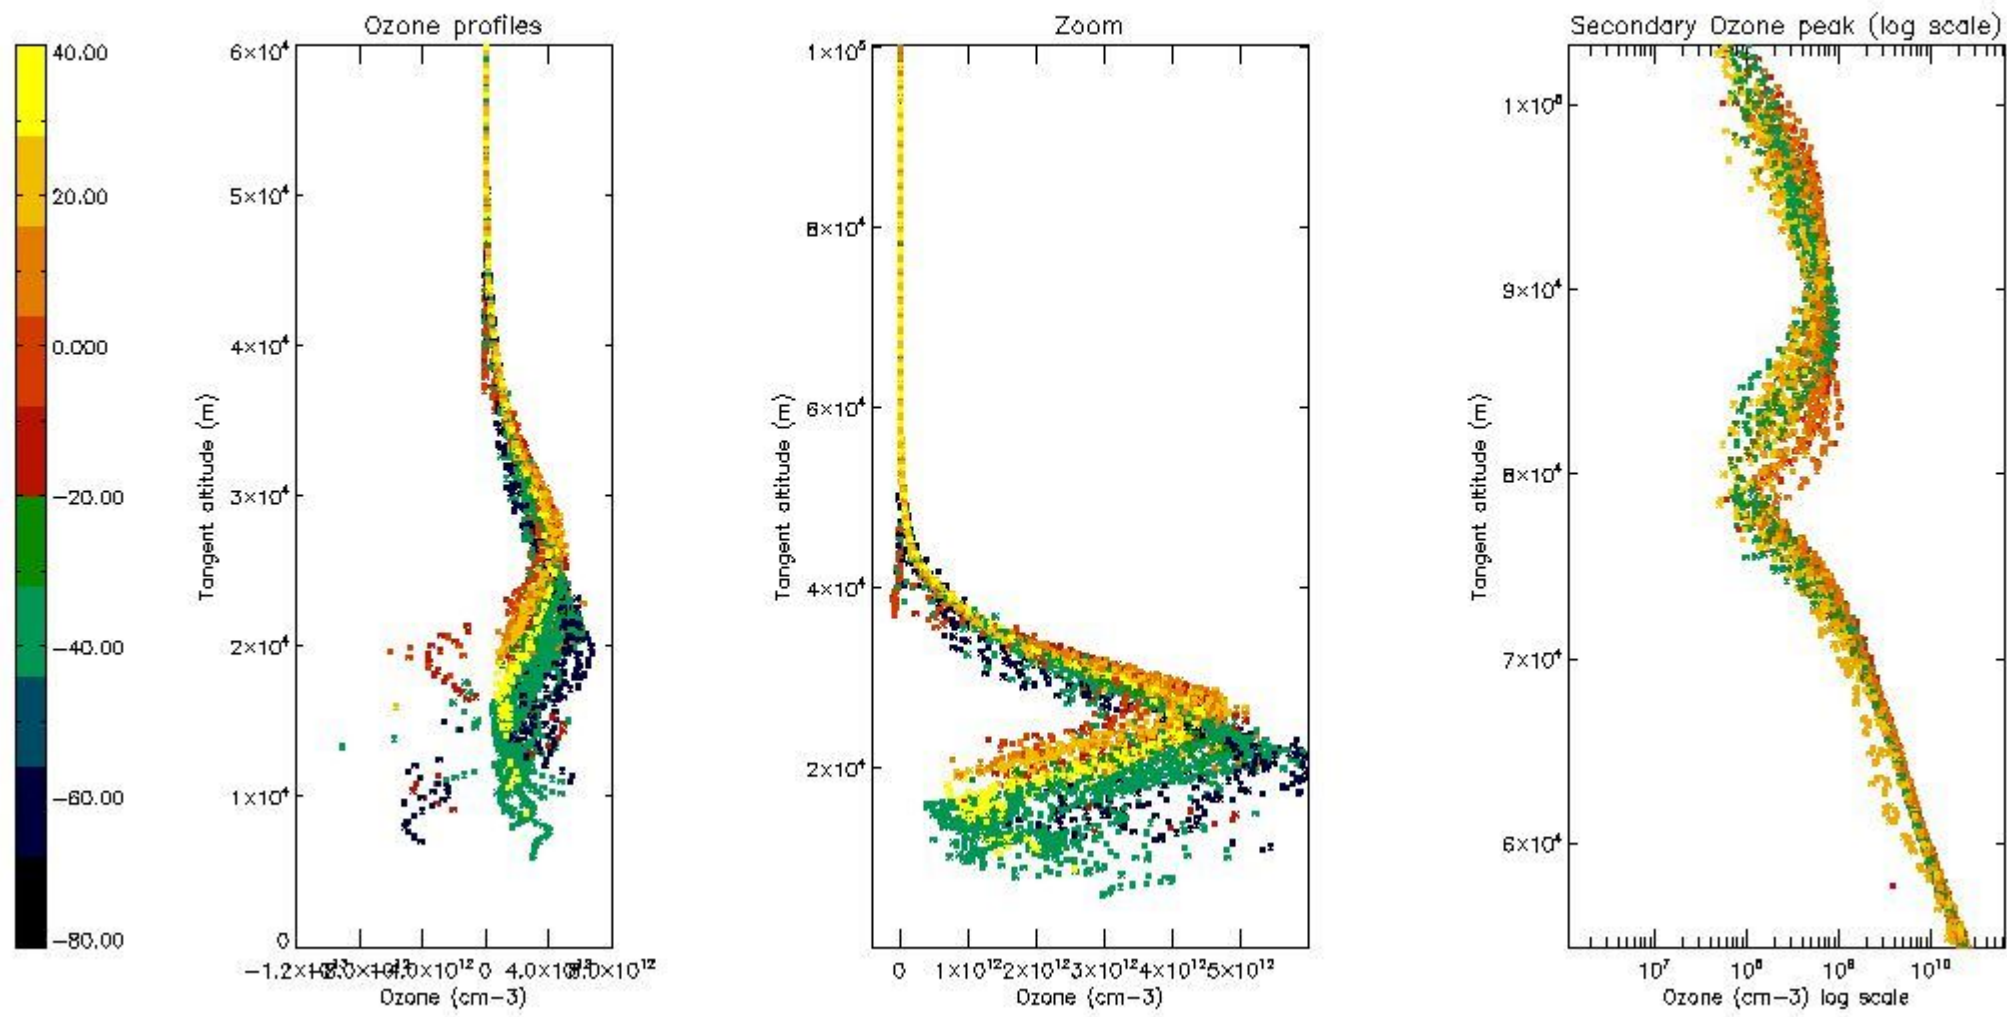 Ozone profiles
Zoom
Secondary Ozone peak (log scale)
40.00
20.00
0.000
−20.00
−40.00
−60.00
−80.00
6×10⁴
5×10⁴
4×10⁴
3×10⁴
2×10⁴
1×10⁴
0
Tangent altitude (m)
0 4.0×10¹²
Ozone (cm−3)
1×10⁵
8×10⁴
6×10⁴
4×10⁴
2×10⁴
Tangent altitude (m)
0 1×10¹² 2×10¹² 3×10¹² 4×10¹² 5×10¹²
Ozone (cm−3)
9×10⁴
8×10⁴
7×10⁴
6×10⁴
Tangent altitude (m)
10⁷ 10⁸ 10⁹ 10¹⁰
Ozone (cm−3) log scale